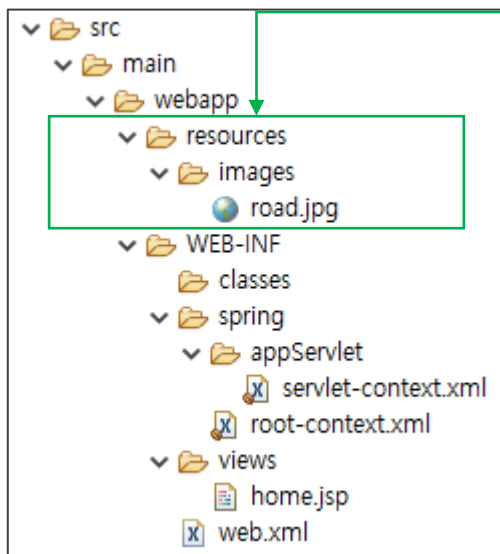 src
main
webapp
resources
images
road.jpg
WEB-INF
classes
spring
appServlet
servlet-context.xml
root-context.xml
views
home.jsp
web.xml